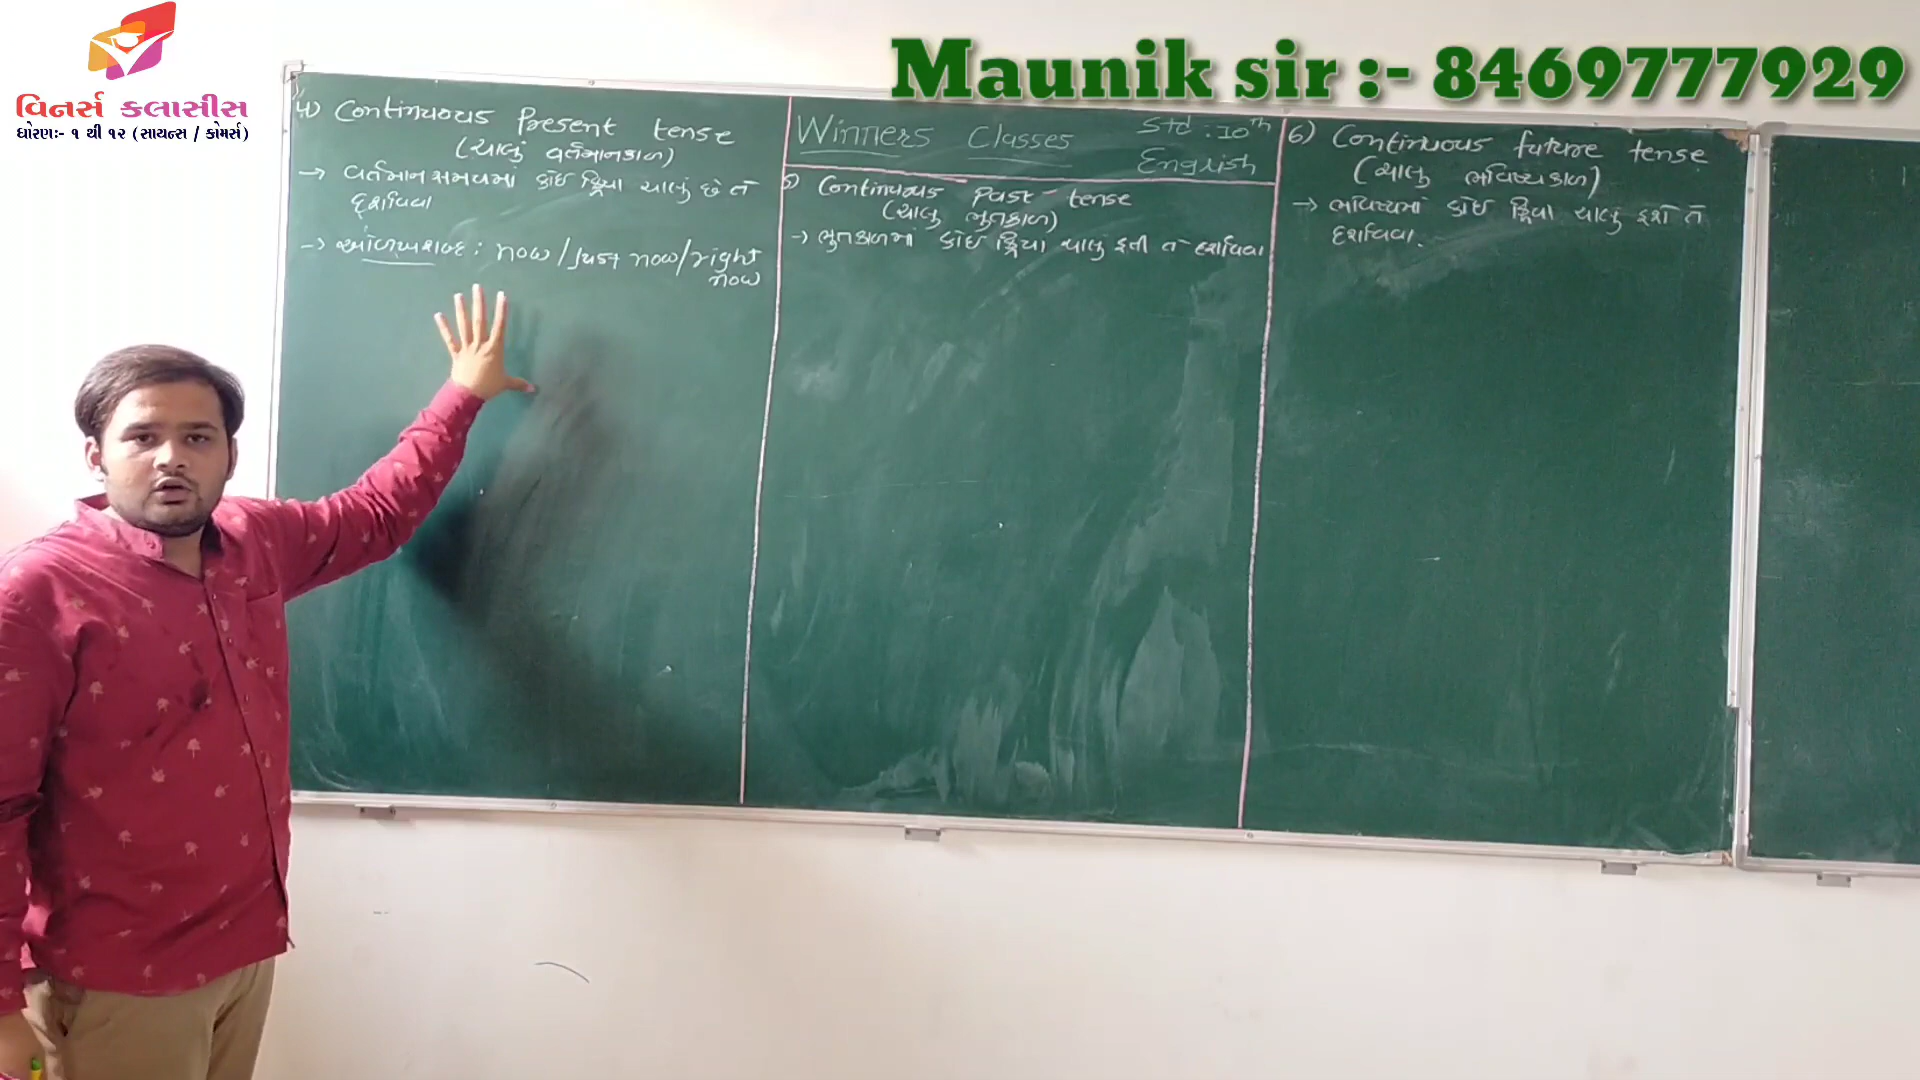 વિનર્સ કલાસીસ
ધોરણઃ- ૧ થી ૧૨ (સાયન્સ / કોમર્સ)
Maunik sir :- 8469777929
4) Continuous Present tense
(ચાલું વર્તમાનકાળ)
→ વર્તમાન સમયમાં કોઇ ક્રિયા ચાલું છે તે
દર્શાવવા
→ ઓળખશબ્દ : now / Just now / right
now
Winners Classes
Std : 10th
English
5) Continuous Past tense
(ચાલુ ભુતકાળ)
→ ભુતકાળમાં કોઇ ક્રિયા ચાલું હતી તે દર્શાવવા
6) Continuous future tense
(ચાલુ ભવિષ્યકાળ)
→ ભવિષ્યમાં કોઇ ક્રિયા ચાલું હશે તે
દર્શાવવા.